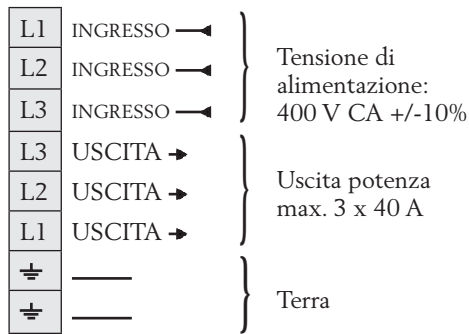 L1 INGRESSO
L2 INGRESSO
L3 INGRESSO
Tensione di
alimentazione:
400 V CA +/-10%
L3 USCITA
L2 USCITA
L1 USCITA
Uscita potenza
max. 3 x 40 A
Terra